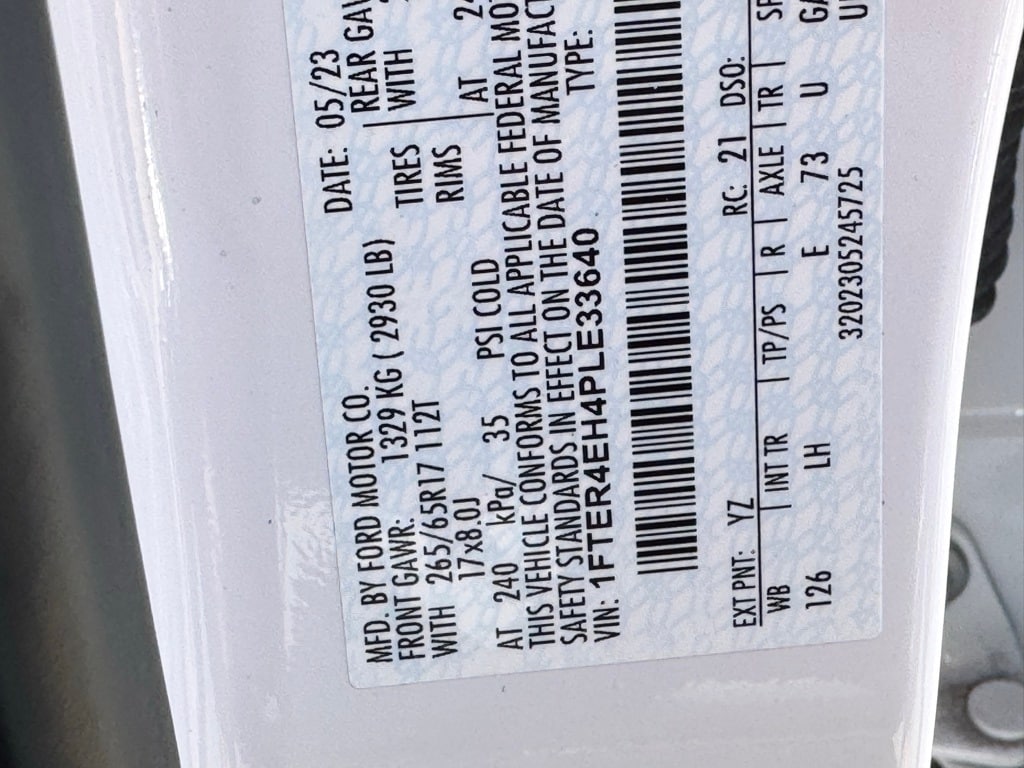 MFD. BY FORD MOTOR CO. DATE: 05/23
FRONT GAWR: 1329 KG ( 2930 LB) REAR
WITH 265/65R17 112T TIRES WITH
17x8.0J RIMS
AT 240 kPa/ 35 PSI COLD AT
THIS VEHICLE CONFORMS TO ALL APPLICABLE FEDERAL
SAFETY STANDARDS IN EFFECT ON THE DATE OF
VIN: 1FTER4EH4PLE33640 TYPE:
EXT PNT: YZ RC: 21 DSO:
WB INT TR TP/PS R AXLE TR
126 LH E 73 U
3202305245725